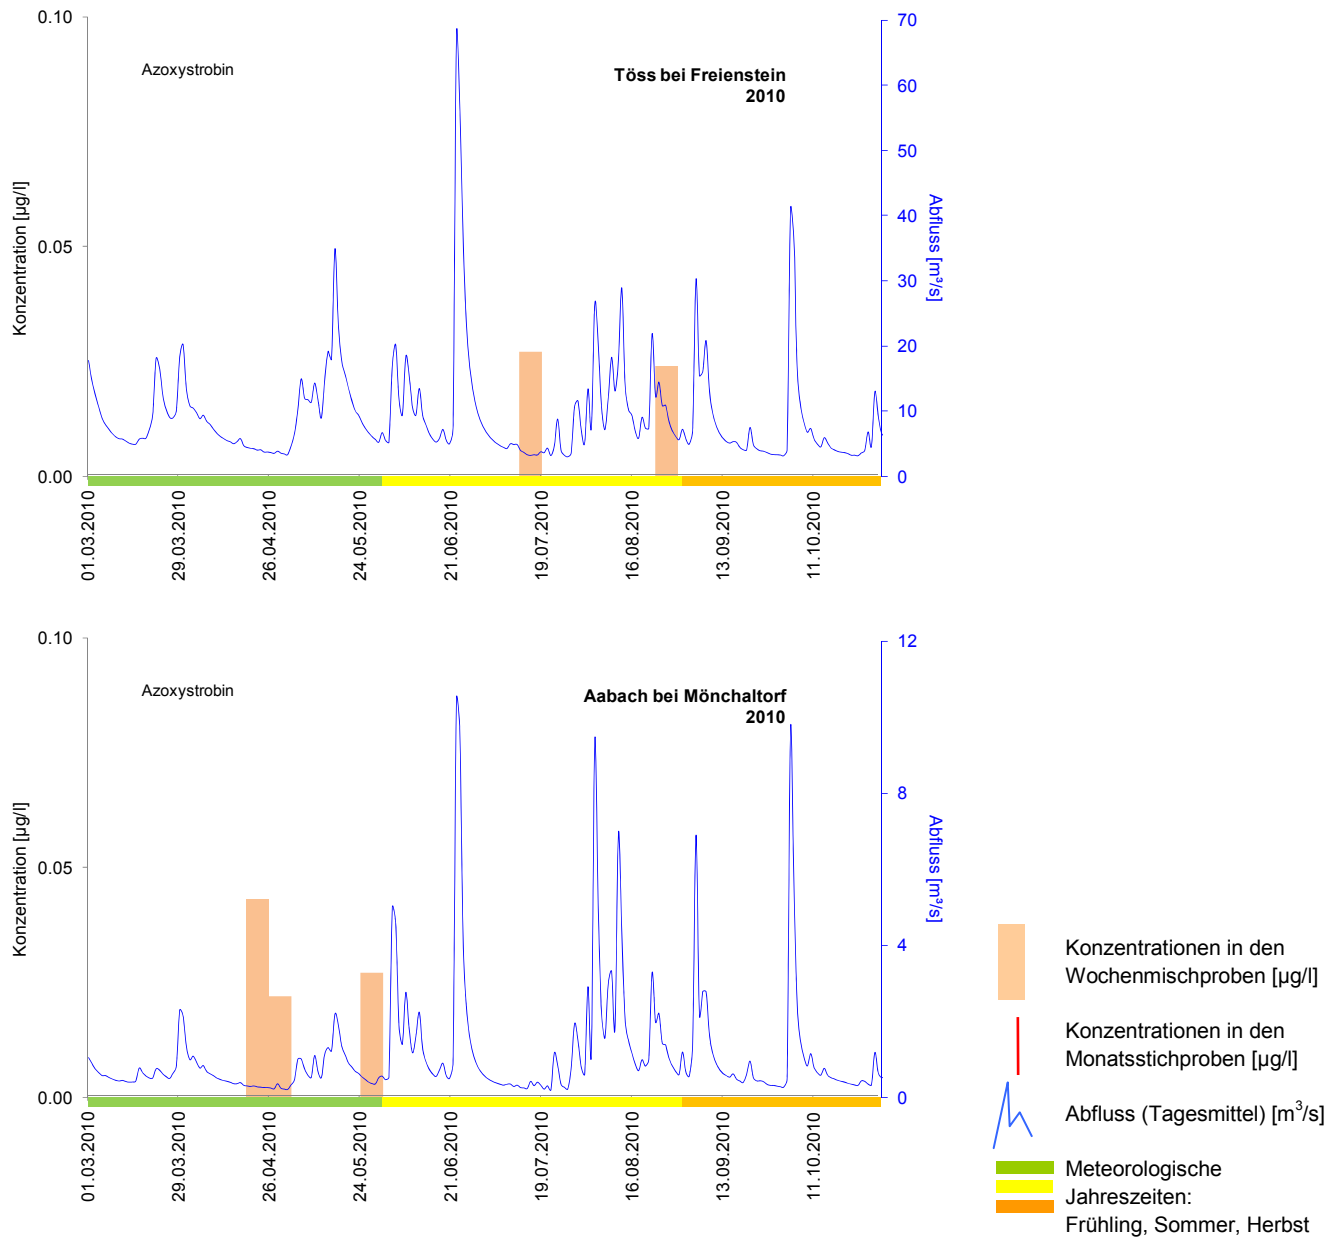 0.10
0.05
0.00
Konzentration [µg/l]
Azoxystrobin
Töss bei Freienstein
2010
70
60
50
40
30
20
10
0
Abfluss [m³/s]
01.03.2010
29.03.2010
26.04.2010
24.05.2010
21.06.2010
19.07.2010
16.08.2010
13.09.2010
11.10.2010
0.10
0.05
0.00
Konzentration [µg/l]
Azoxystrobin
Aabach bei Mönchaltorf
2010
12
8
4
0
Abfluss [m³/s]
01.03.2010
29.03.2010
26.04.2010
24.05.2010
21.06.2010
19.07.2010
16.08.2010
13.09.2010
11.10.2010
Konzentrationen in den
Wochenmischproben [µg/l]
Konzentrationen in den
Monatsstichproben [µg/l]
Abfluss (Tagesmittel) [m³/s]
Meteorologische
Jahreszeiten:
Frühling, Sommer, Herbst